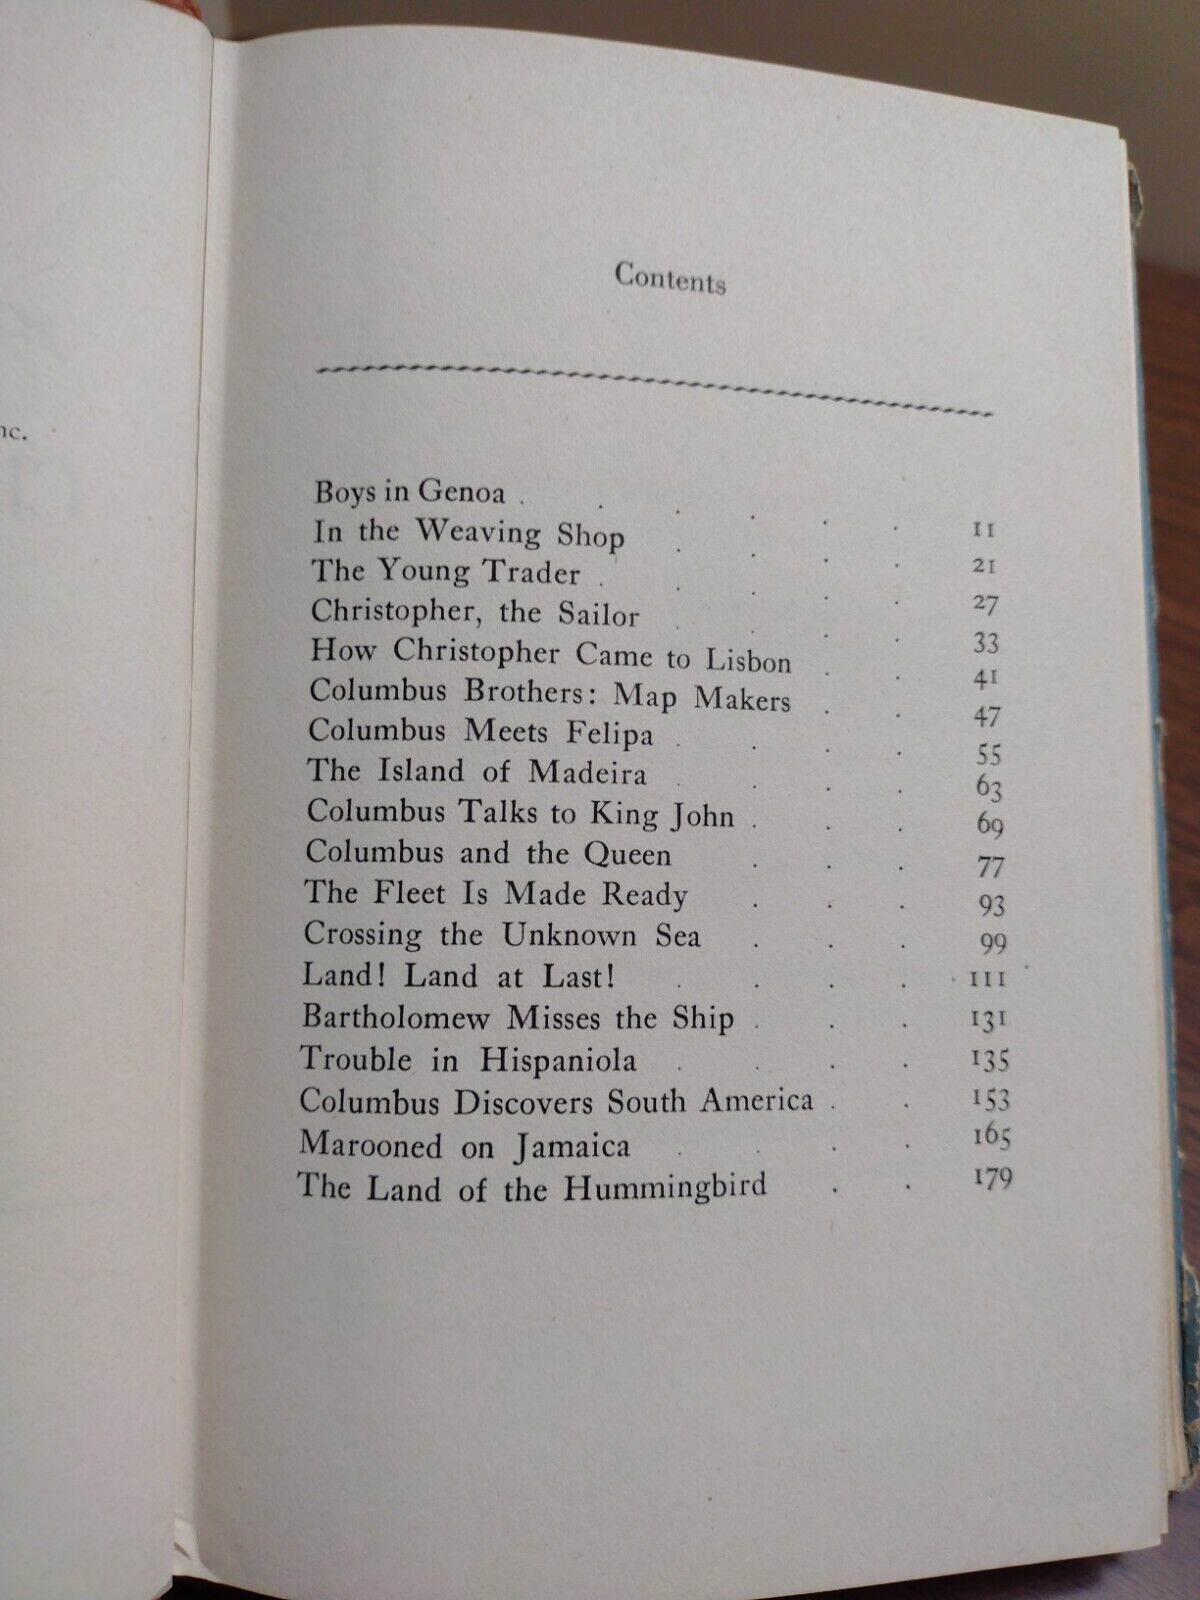 nc.
Contents
Boys in Genoa . . . . . . 11
In the Weaving Shop . . . . 21
The Young Trader . . . . . 27
Christopher, the Sailor . . . . 33
How Christopher Came to Lisbon . . 41
Columbus Brothers: Map Makers . . 47
Columbus Meets Felipa . . . . 55
The Island of Madeira . . . . 63
Columbus Talks to King John . . . 69
Columbus and the Queen . . . 77
The Fleet Is Made Ready . . . 93
Crossing the Unknown Sea . . . 99
Land! Land at Last! . . . . 111
Bartholomew Misses the Ship . . . 131
Trouble in Hispaniola . . . . 135
Columbus Discovers South America . . 153
Marooned on Jamaica . . . . 165
The Land of the Hummingbird . . 179